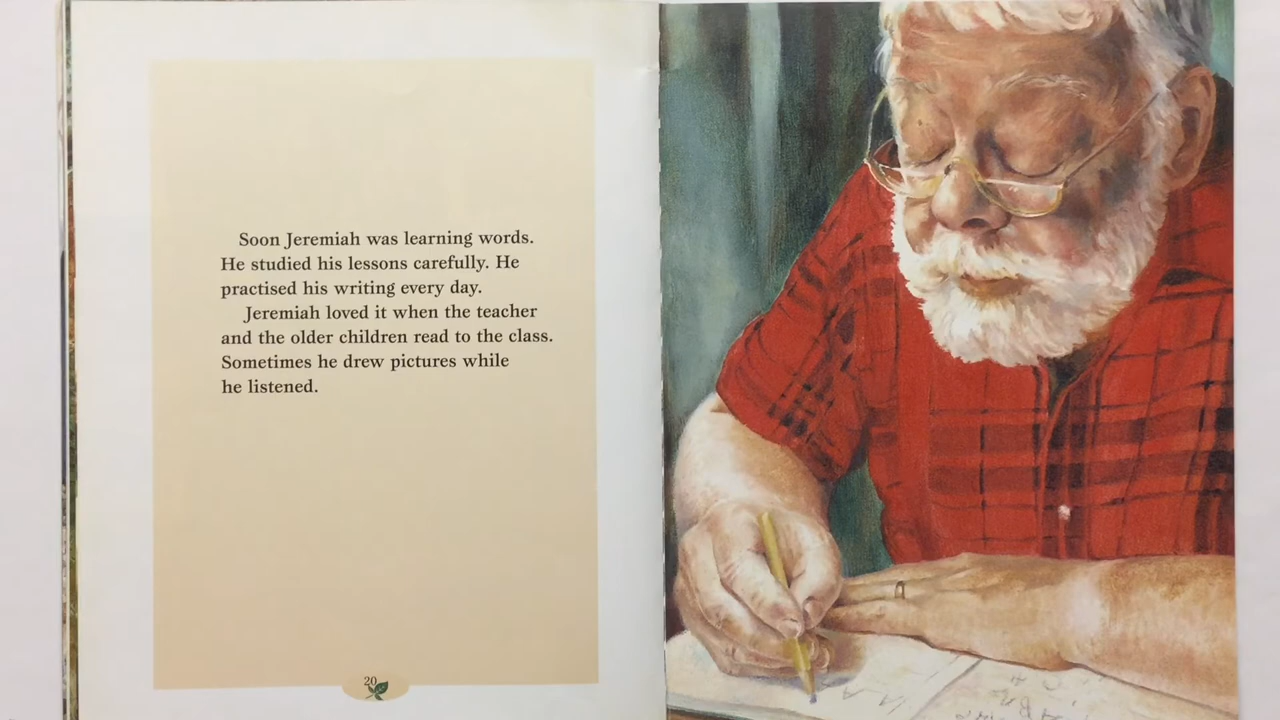 Soon Jeremiah was learning words.
He studied his lessons carefully. He
practised his writing every day.
Jeremiah loved it when the teacher
and the older children read to the class.
Sometimes he drew pictures while
he listened.
20